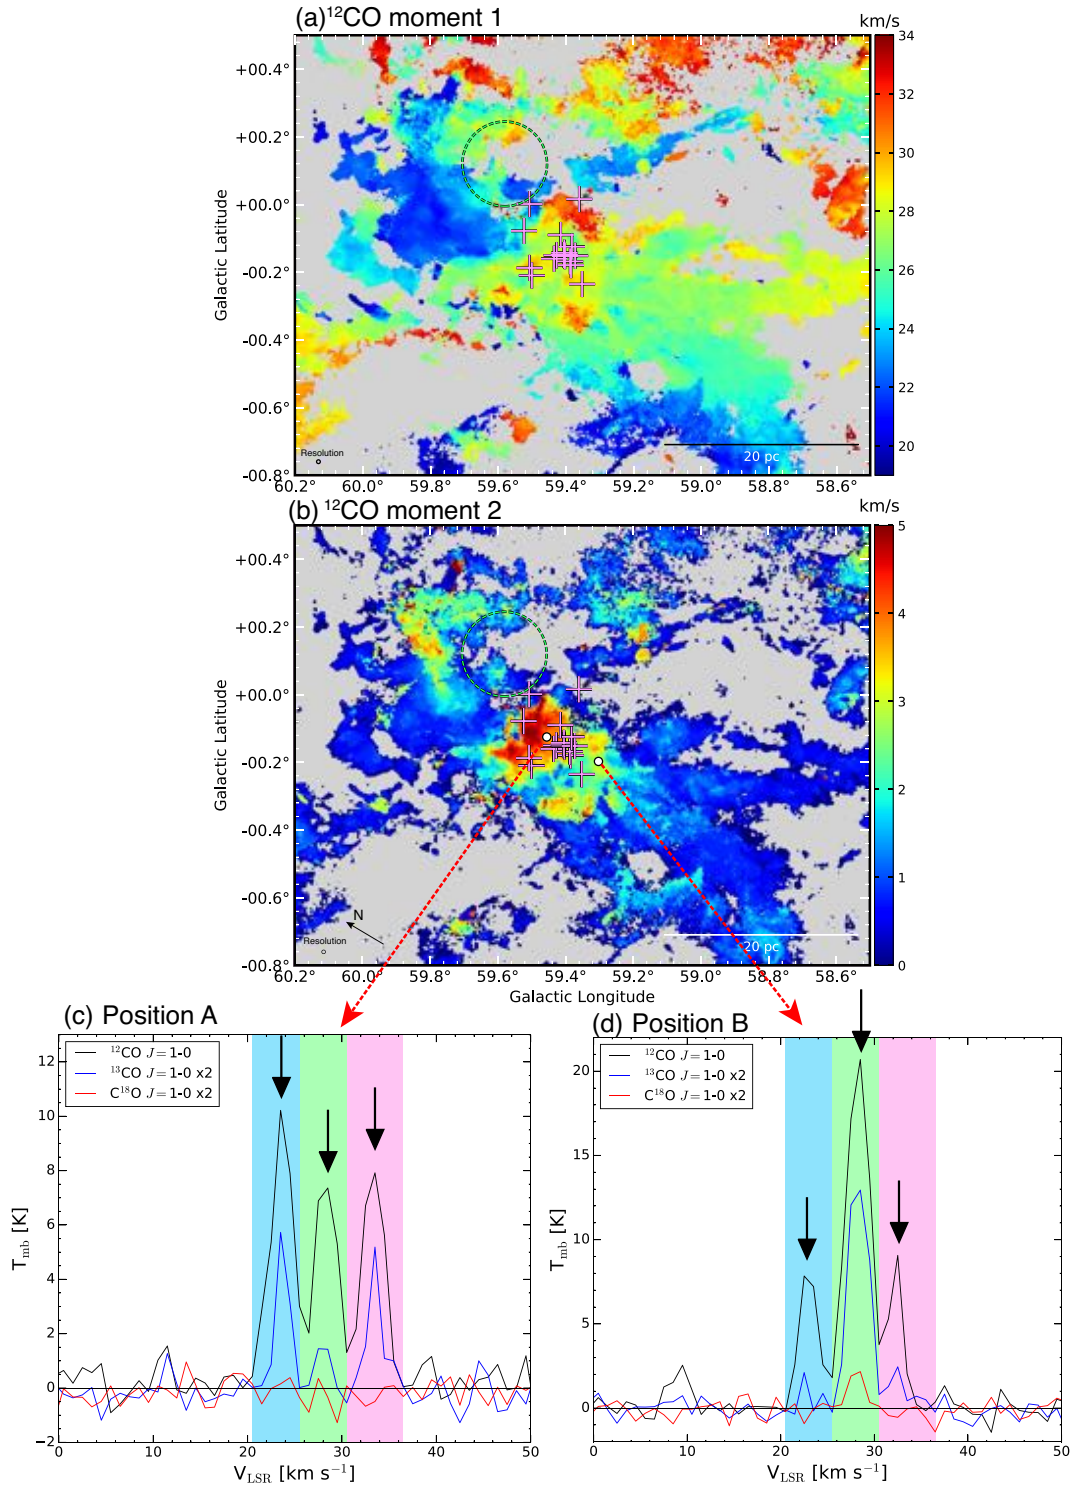 (a)¹²CO moment 1
km/s
+00.4°
+00.2°
+00.0°
-00.2°
-00.4°
-00.6°
-00.8°
Galactic Latitude
Resolution
20 pc
60.2 60.0 59.8 59.6 59.4 59.2 59.0 58.8 58.6
34
32
30
28
26
24
22
20
(b) ¹²CO moment 2
km/s
+00.4°
+00.2°
+00.0°
-00.2°
-00.4°
-00.6°
-00.8
Galactic Latitude
N
Resolution
20 pc
60.2 60.0 59.8 59.6 59.4 59.2 59.0 58.8 58.6
Galactic Longitude
5
4
3
2
1
0
(c) Position A
¹²CO J = 1-0
¹³CO J = 1-0 x2
C¹⁸O J = 1-0 x2
12
10
8
6
4
2
0
−2
T_mb [K]
0 10 20 30 40 50
V_LSR [km s⁻¹]
(d) Position B
¹²CO J = 1-0
¹³CO J = 1-0 x2
C¹⁸O J = 1-0 x2
20
15
10
5
0
T_mb [K]
0 10 20 30 40 50
V_LSR [km s⁻¹]